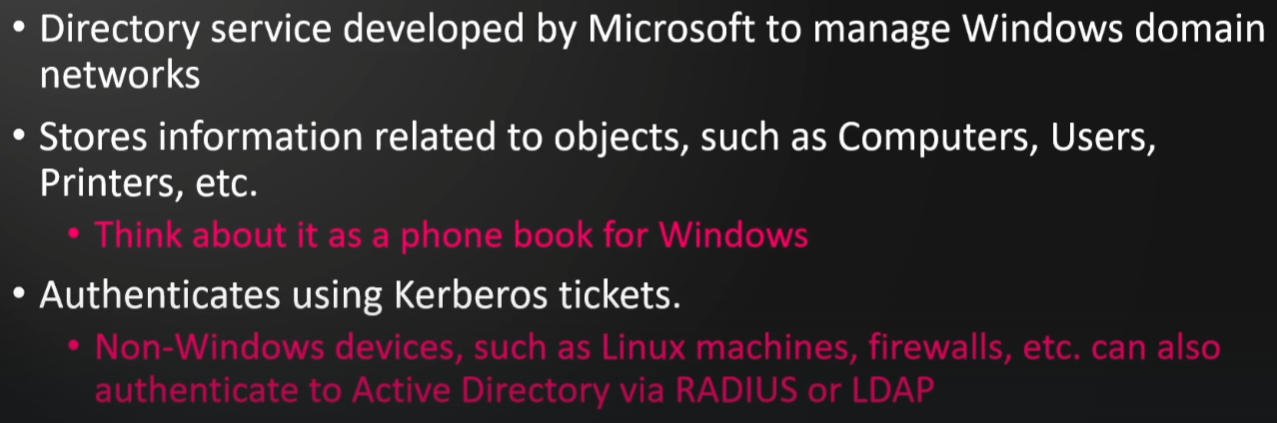 • Directory service developed by Microsoft to manage Windows domain
networks
• Stores information related to objects, such as Computers, Users,
Printers, etc.
• Think about it as a phone book for Windows
• Authenticates using Kerberos tickets.
• Non-Windows devices, such as Linux machines, firewalls, etc. can also
authenticate to Active Directory via RADIUS or LDAP